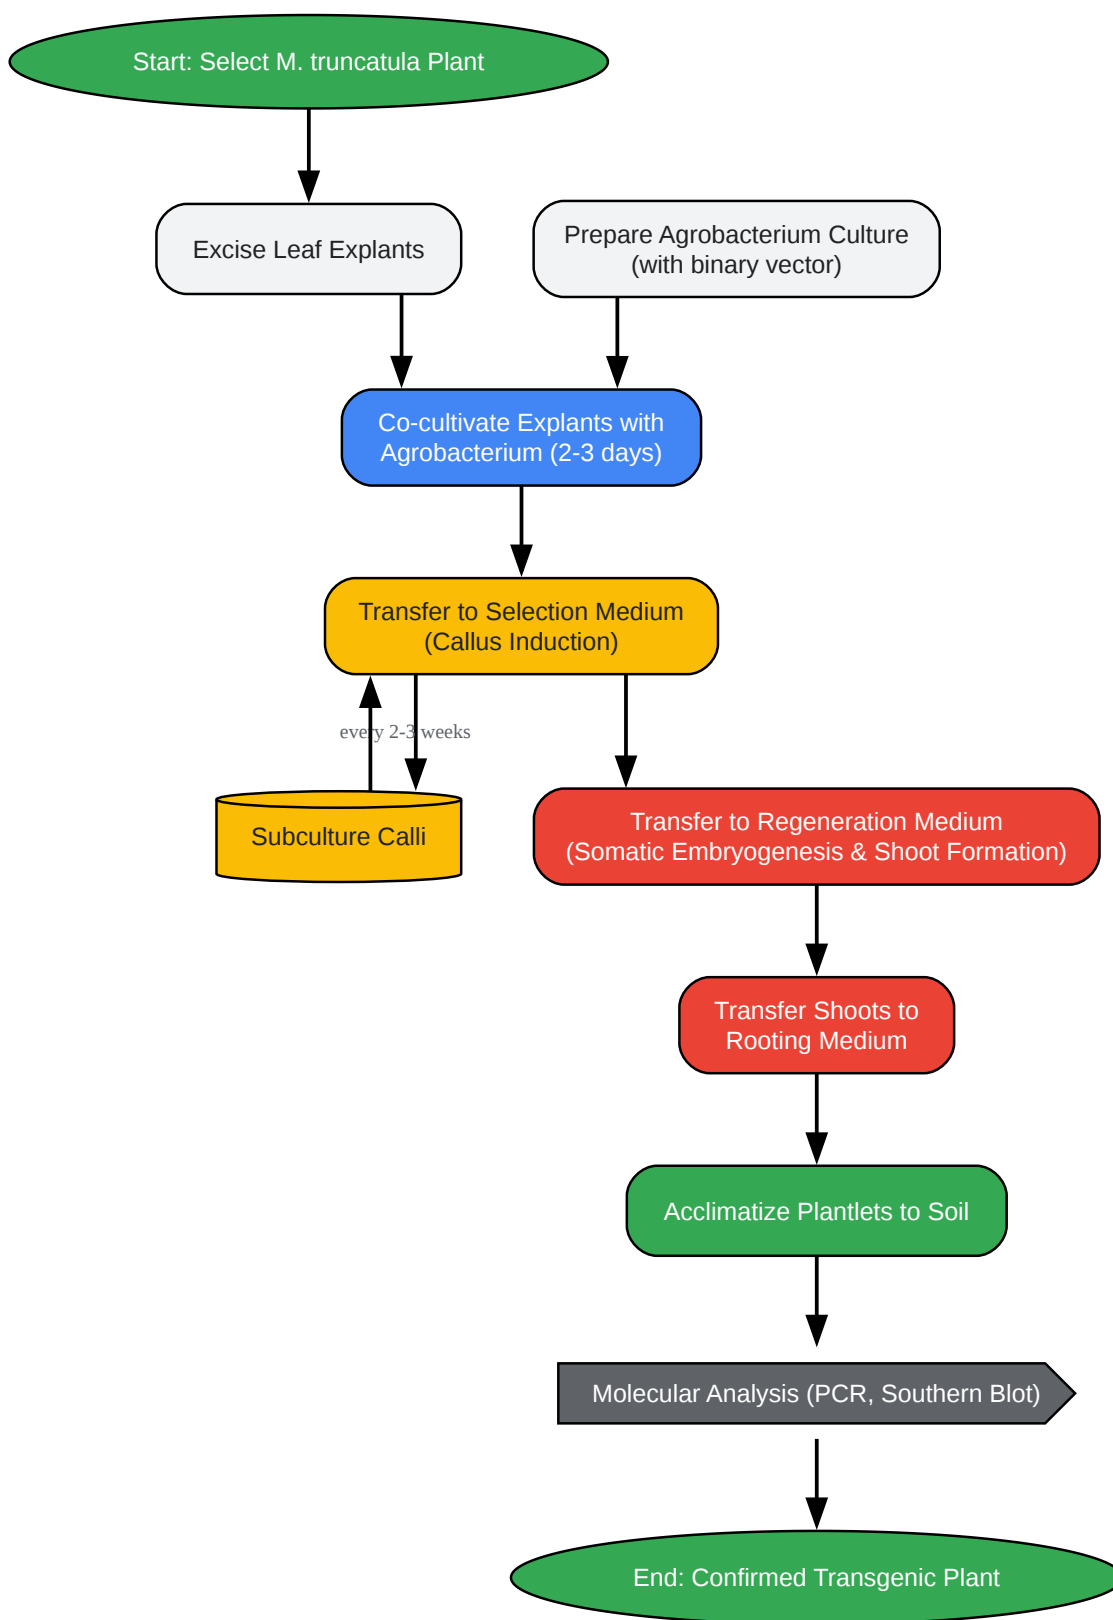 Start: Select M. truncatula Plant
Excise Leaf Explants
Prepare Agrobacterium Culture
(with binary vector)
Co-cultivate Explants with
Agrobacterium (2-3 days)
Transfer to Selection Medium
(Callus Induction)
every 2-3 weeks
Subculture Calli
Transfer to Regeneration Medium
(Somatic Embryogenesis & Shoot Formation)
Transfer Shoots to
Rooting Medium
Acclimatize Plantlets to Soil
Molecular Analysis (PCR, Southern Blot)
End: Confirmed Transgenic Plant